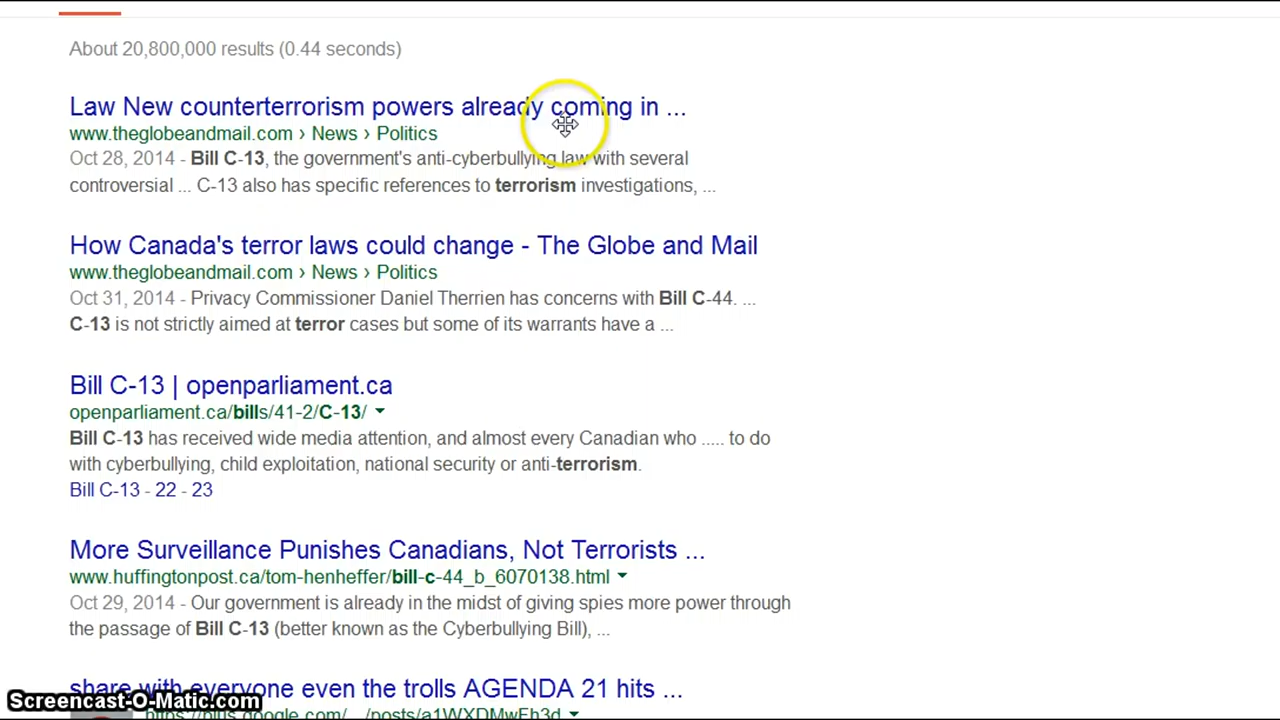 About 20,800,000 results (0.44 seconds)
Law New counterterrorism powers already coming in ...
www.theglobeandmail.com › News › Politics
Oct 28, 2014 - Bill C-13, the government's anti-cyberbullying law with several
controversial ... C-13 also has specific references to terrorism investigations, ...
How Canada's terror laws could change - The Globe and Mail
www.theglobeandmail.com › News › Politics
Oct 31, 2014 - Privacy Commissioner Daniel Therrien has concerns with Bill C-44. ...
C-13 is not strictly aimed at terror cases but some of its warrants have a ...
Bill C-13 | openparliament.ca
openparliament.ca/bills/41-2/C-13/
Bill C-13 has received wide media attention, and almost every Canadian who ..... to do
with cyberbullying, child exploitation, national security or anti-terrorism.
Bill C-13 - 22 - 23
More Surveillance Punishes Canadians, Not Terrorists ...
www.huffingtonpost.ca/tom-henheffer/bill-c-44_b_6070138.html
Oct 29, 2014 - Our government is already in the midst of giving spies more power through
the passage of Bill C-13 (better known as the Cyberbullying Bill), ...
share with everyone even the trolls AGENDA 21 hits ...
Screencast-O-Matic.com
https://plus.google.com/.../posts/a1WXDMwFh3d